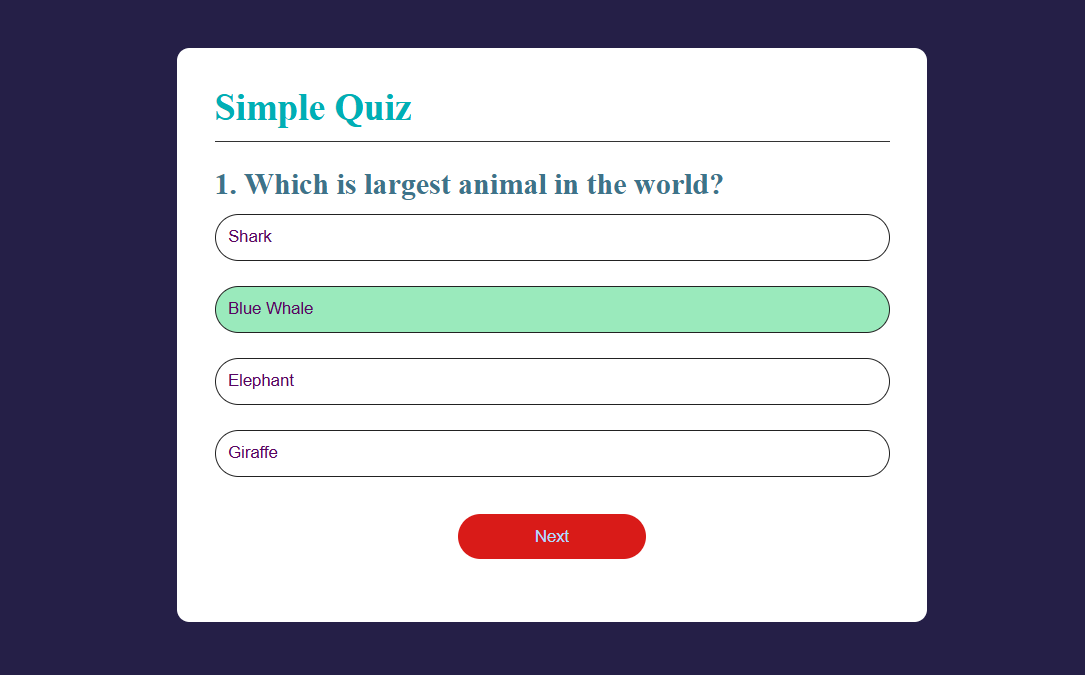 Simple Quiz
1. Which is largest animal in the world?
Shark
Blue Whale
Elephant
Giraffe
Next